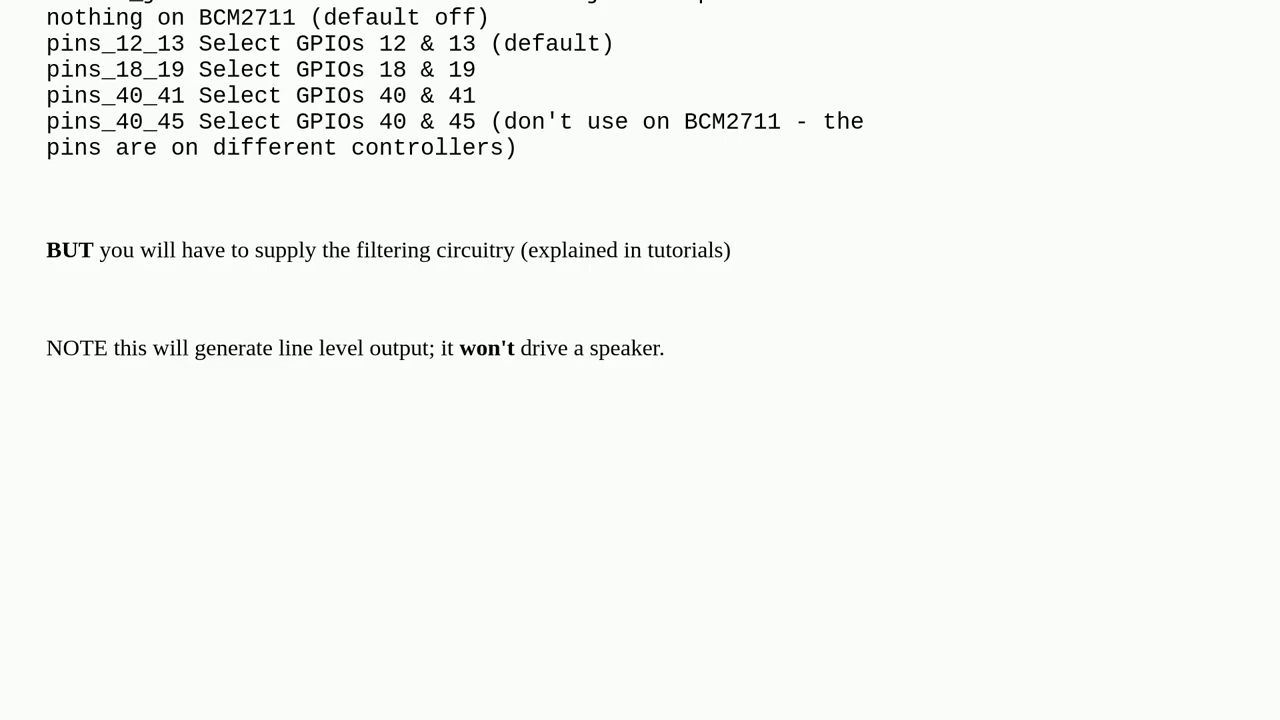 nothing on BCM2711 (default off)
pins_12_13 Select GPIOs 12 & 13 (default)
pins_18_19 Select GPIOs 18 & 19
pins_40_41 Select GPIOs 40 & 41
pins_40_45 Select GPIOs 40 & 45 (don't use on BCM2711 - the
pins are on different controllers)
BUT you will have to supply the filtering circuitry (explained in tutorials)
NOTE this will generate line level output; it won't drive a speaker.